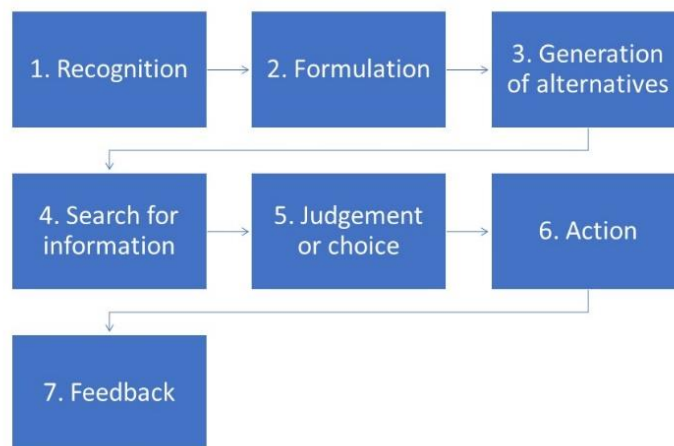 1. Recognition
2. Formulation
3. Generation
of alternatives
4. Search for
information
5. Judgement
or choice
6. Action
7. Feedback